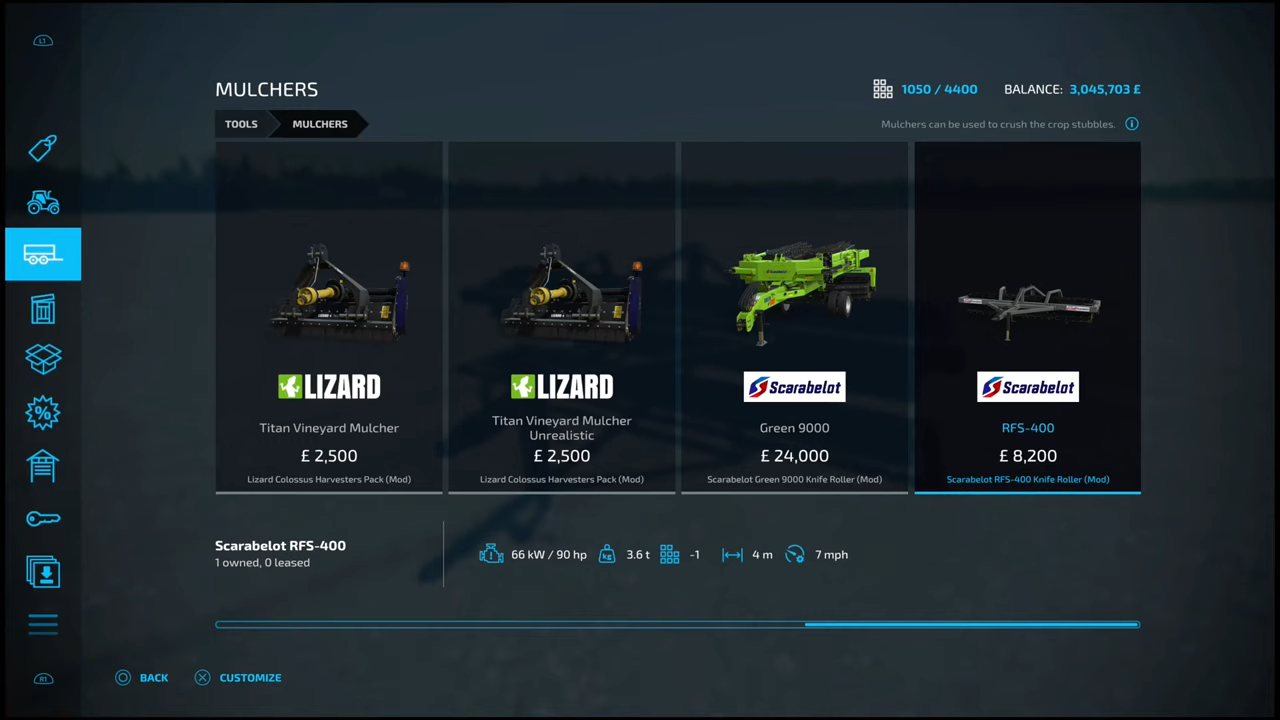 L1
MULCHERS
1050 / 4400
BALANCE: 3,045,703 £
TOOLS
MULCHERS
Mulchers can be used to crush the crop stubbles.
LIZARD
Titan Vineyard Mulcher
£ 2,500
Lizard Colossus Harvesters Pack (Mod)
LIZARD
Titan Vineyard Mulcher
Unrealistic
£ 2,500
Lizard Colossus Harvesters Pack (Mod)
Scarabelot
Green 9000
£ 24,000
Scarabelot Green 9000 Knife Roller (Mod)
Scarabelot
RFS-400
£ 8,200
Scarabelot RFS-400 Knife Roller (Mod)
Scarabelot RFS-400
1 owned, 0 leased
66 kW / 90 hp
3.6 t
-1
4 m
7 mph
R1
BACK
CUSTOMIZE